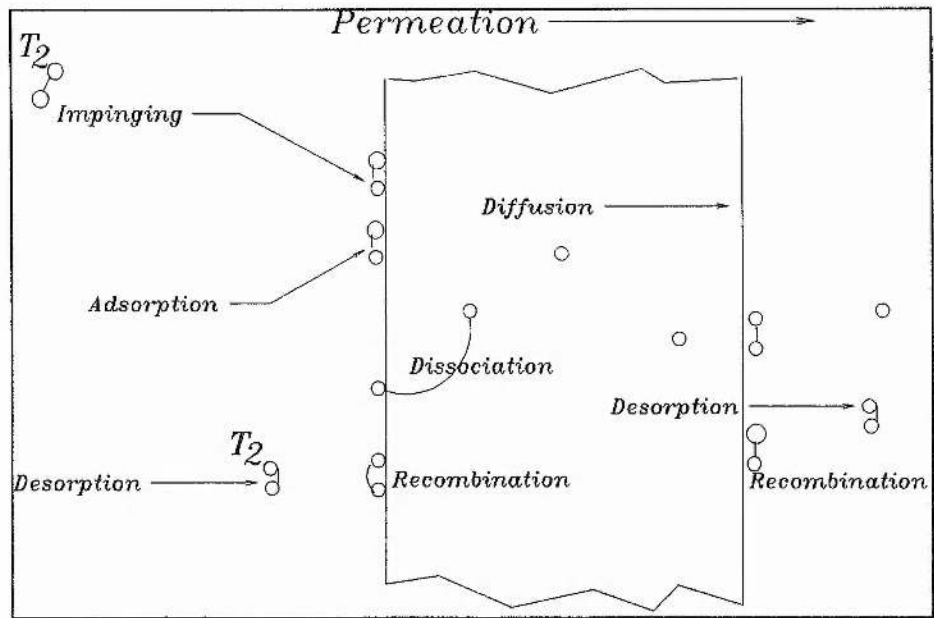 Permeation
T2
Impinging
Diffusion
Adsorption
Dissociation
Desorption
T2
Desorption
Recombination
Recombination